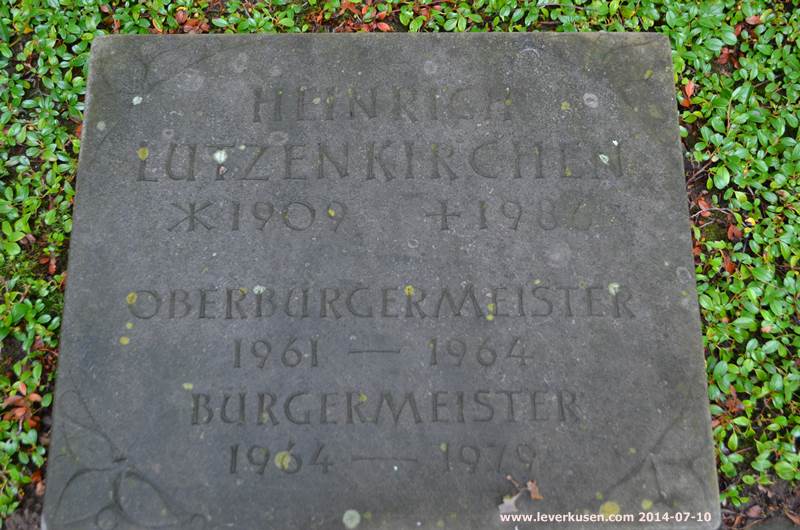 HEINRICH
LÜTZENKIRCHEN
* 1909 + 1986
OBERBÜRGERMEISTER
1961 — 1964
BÜRGERMEISTER
1964 — 1979
www.leverkusen.com 2014-07-10